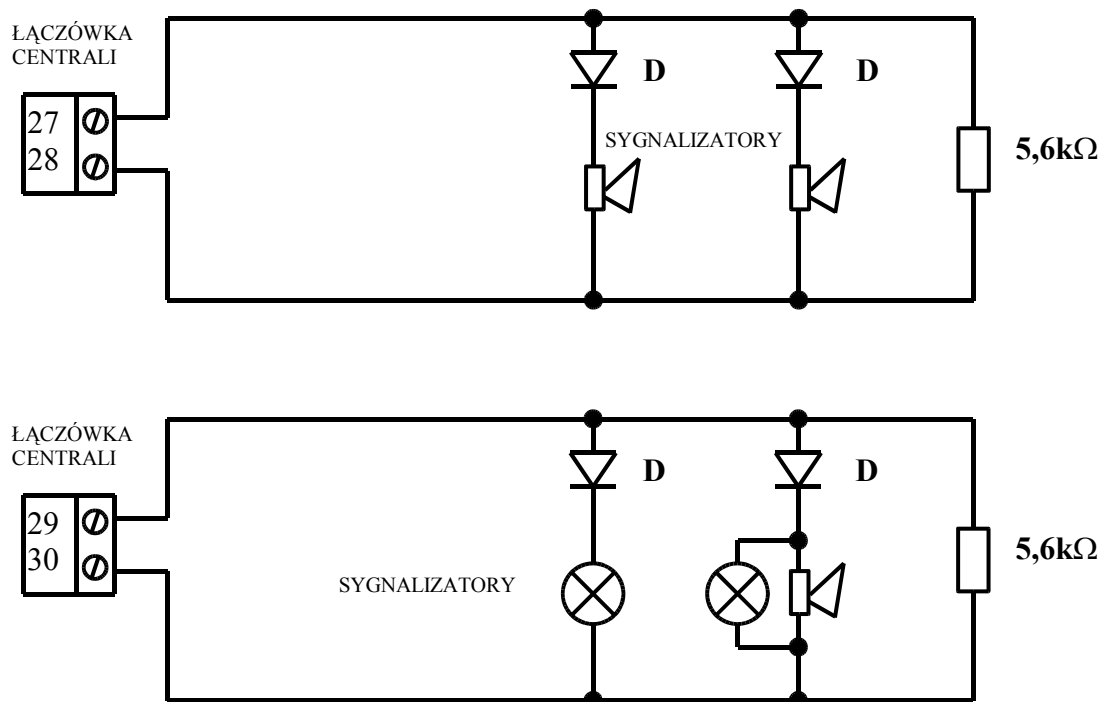 ŁĄCZÓWKA
CENTRALI
27
28
D
D
SYGNALIZATORY
5,6kΩ
ŁĄCZÓWKA
CENTRALI
29
30
D
D
SYGNALIZATORY
5,6kΩ